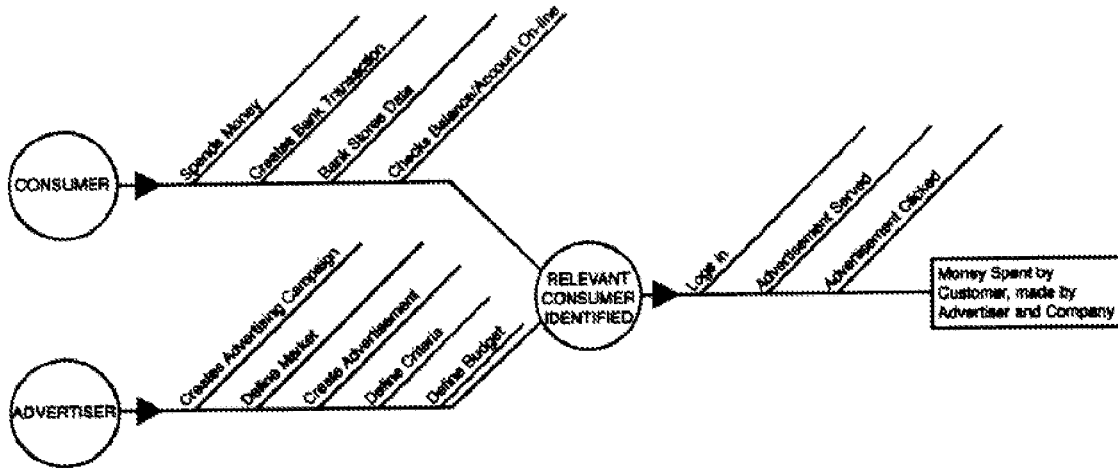 Spends Money
Creates Bank Transaction
Bank Stores Data
Checks Balance/Account On-line
CONSUMER
Creates Advertising Campaign
Define Market
Create Advertisement
Define Criteria
Define Budget
ADVERTISER
RELEVANT
CONSUMER
IDENTIFIED
Logs In
Advertisement Served
Advertisement Clicked
Money Spent by
Customer, made by
Advertiser and Company